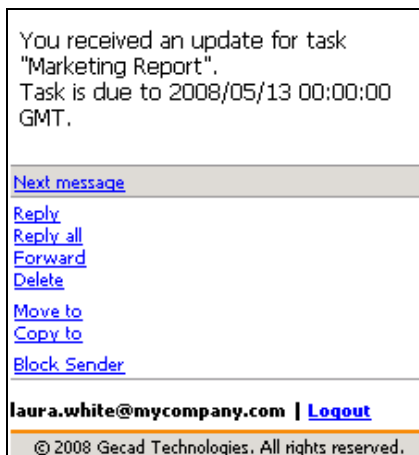 You received an update for task
"Marketing Report".
Task is due to 2008/05/13 00:00:00
GMT.
Next message
Reply
Reply all
Forward
Delete
Move to
Copy to
Block Sender
laura.white@mycompany.com | Logout
© 2008 Gecad Technologies. All rights reserved.